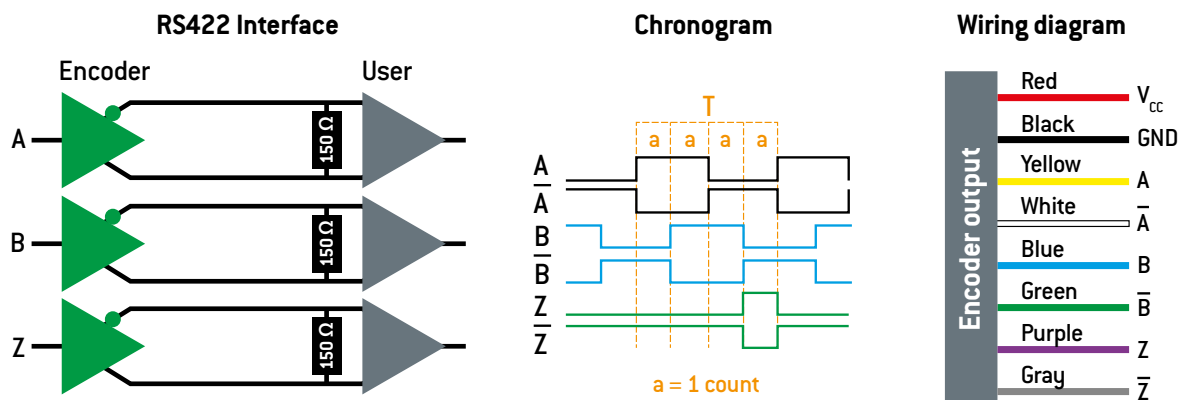 RS422 Interface
Encoder
User
A
150 Ω
B
150 Ω
Z
150 Ω
Chronogram
T
a a a a
A
A̅
B
B̅
Z
Z̅
a = 1 count
Wiring diagram
Encoder output
Red V_cc
Black GND
Yellow A
White A̅
Blue B
Green B̅
Purple Z
Gray Z̅